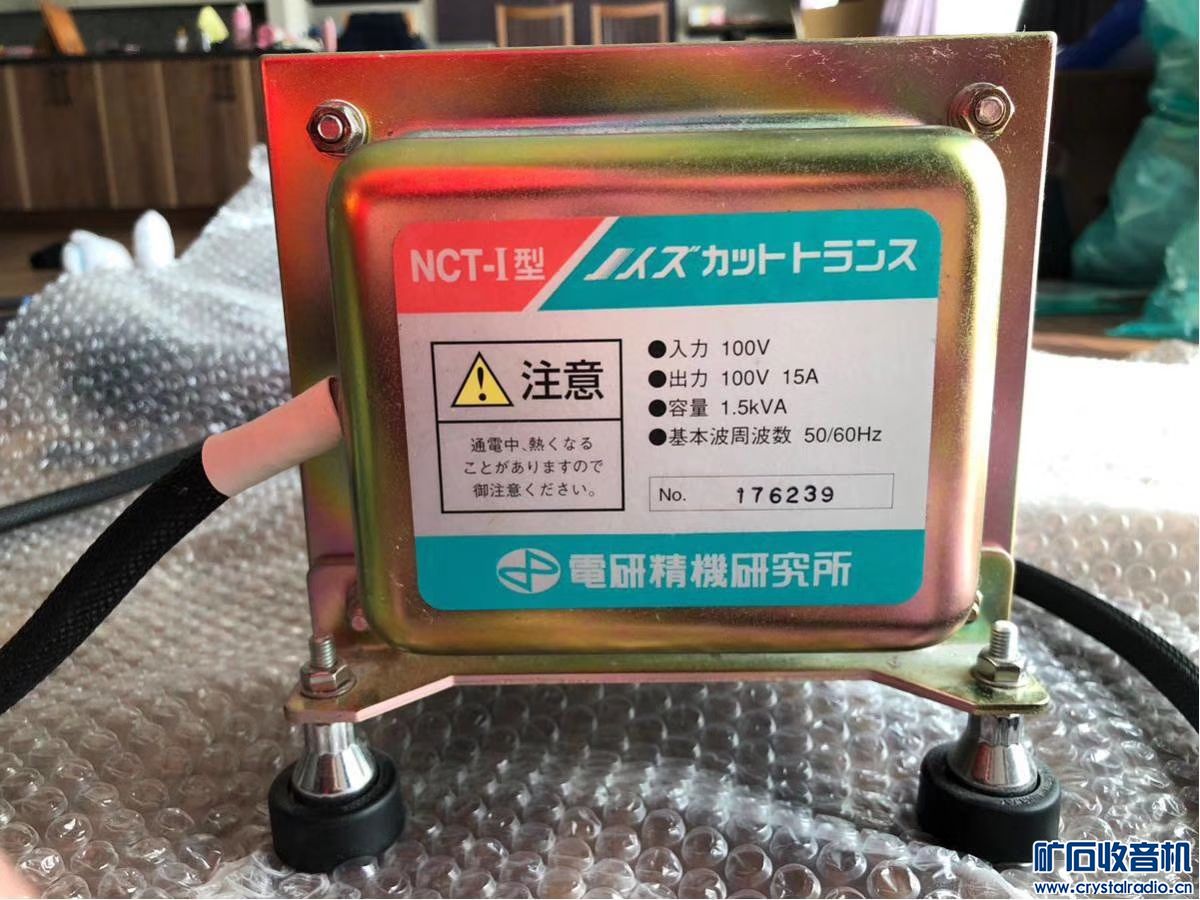 NCT-I型
ノイズカットトランス
注意
通電中、熱くなる
ことがありますので
御注意ください。
●入力 100V
●出力 100V 15A
●容量 1.5kVA
●基本波周波数 50/60Hz
No. 176239
電研精機研究所
矿石收音机
www.crystalradio.cn